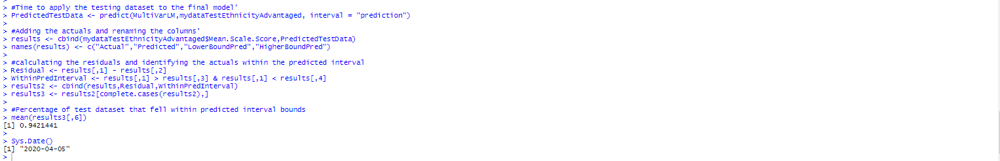 >
> #Time to apply the testing dataset to the final model'
> PredictedTestData <- predict(MultiVarLM,mydataTestEthnicityAdvantaged, interval = "prediction")
>
> #Adding the actuals and renaming the columns'
> results <- cbind(mydataTestEthnicityAdvantaged$Mean.Scale.Score,PredictedTestData)
> names(results) <- c("Actual","Predicted","LowerBoundPred","HigherBoundPred")
>
> #calculating the residuals and identifying the actuals within the predicted interval
> Residual <- results[,1] - results[,2]
> WithinPredInterval <- results[,1] > results[,3] & results[,1] < results[,4]
> results2 <- cbind(results,Residual,WithinPredInterval)
> results3 <- results2[complete.cases(results2),]
>
> #Percentage of test dataset that fell within predicted interval bounds
> mean(results3[,6])
[1] 0.9421441
>
> Sys.Date()
[1] "2020-04-05"
>